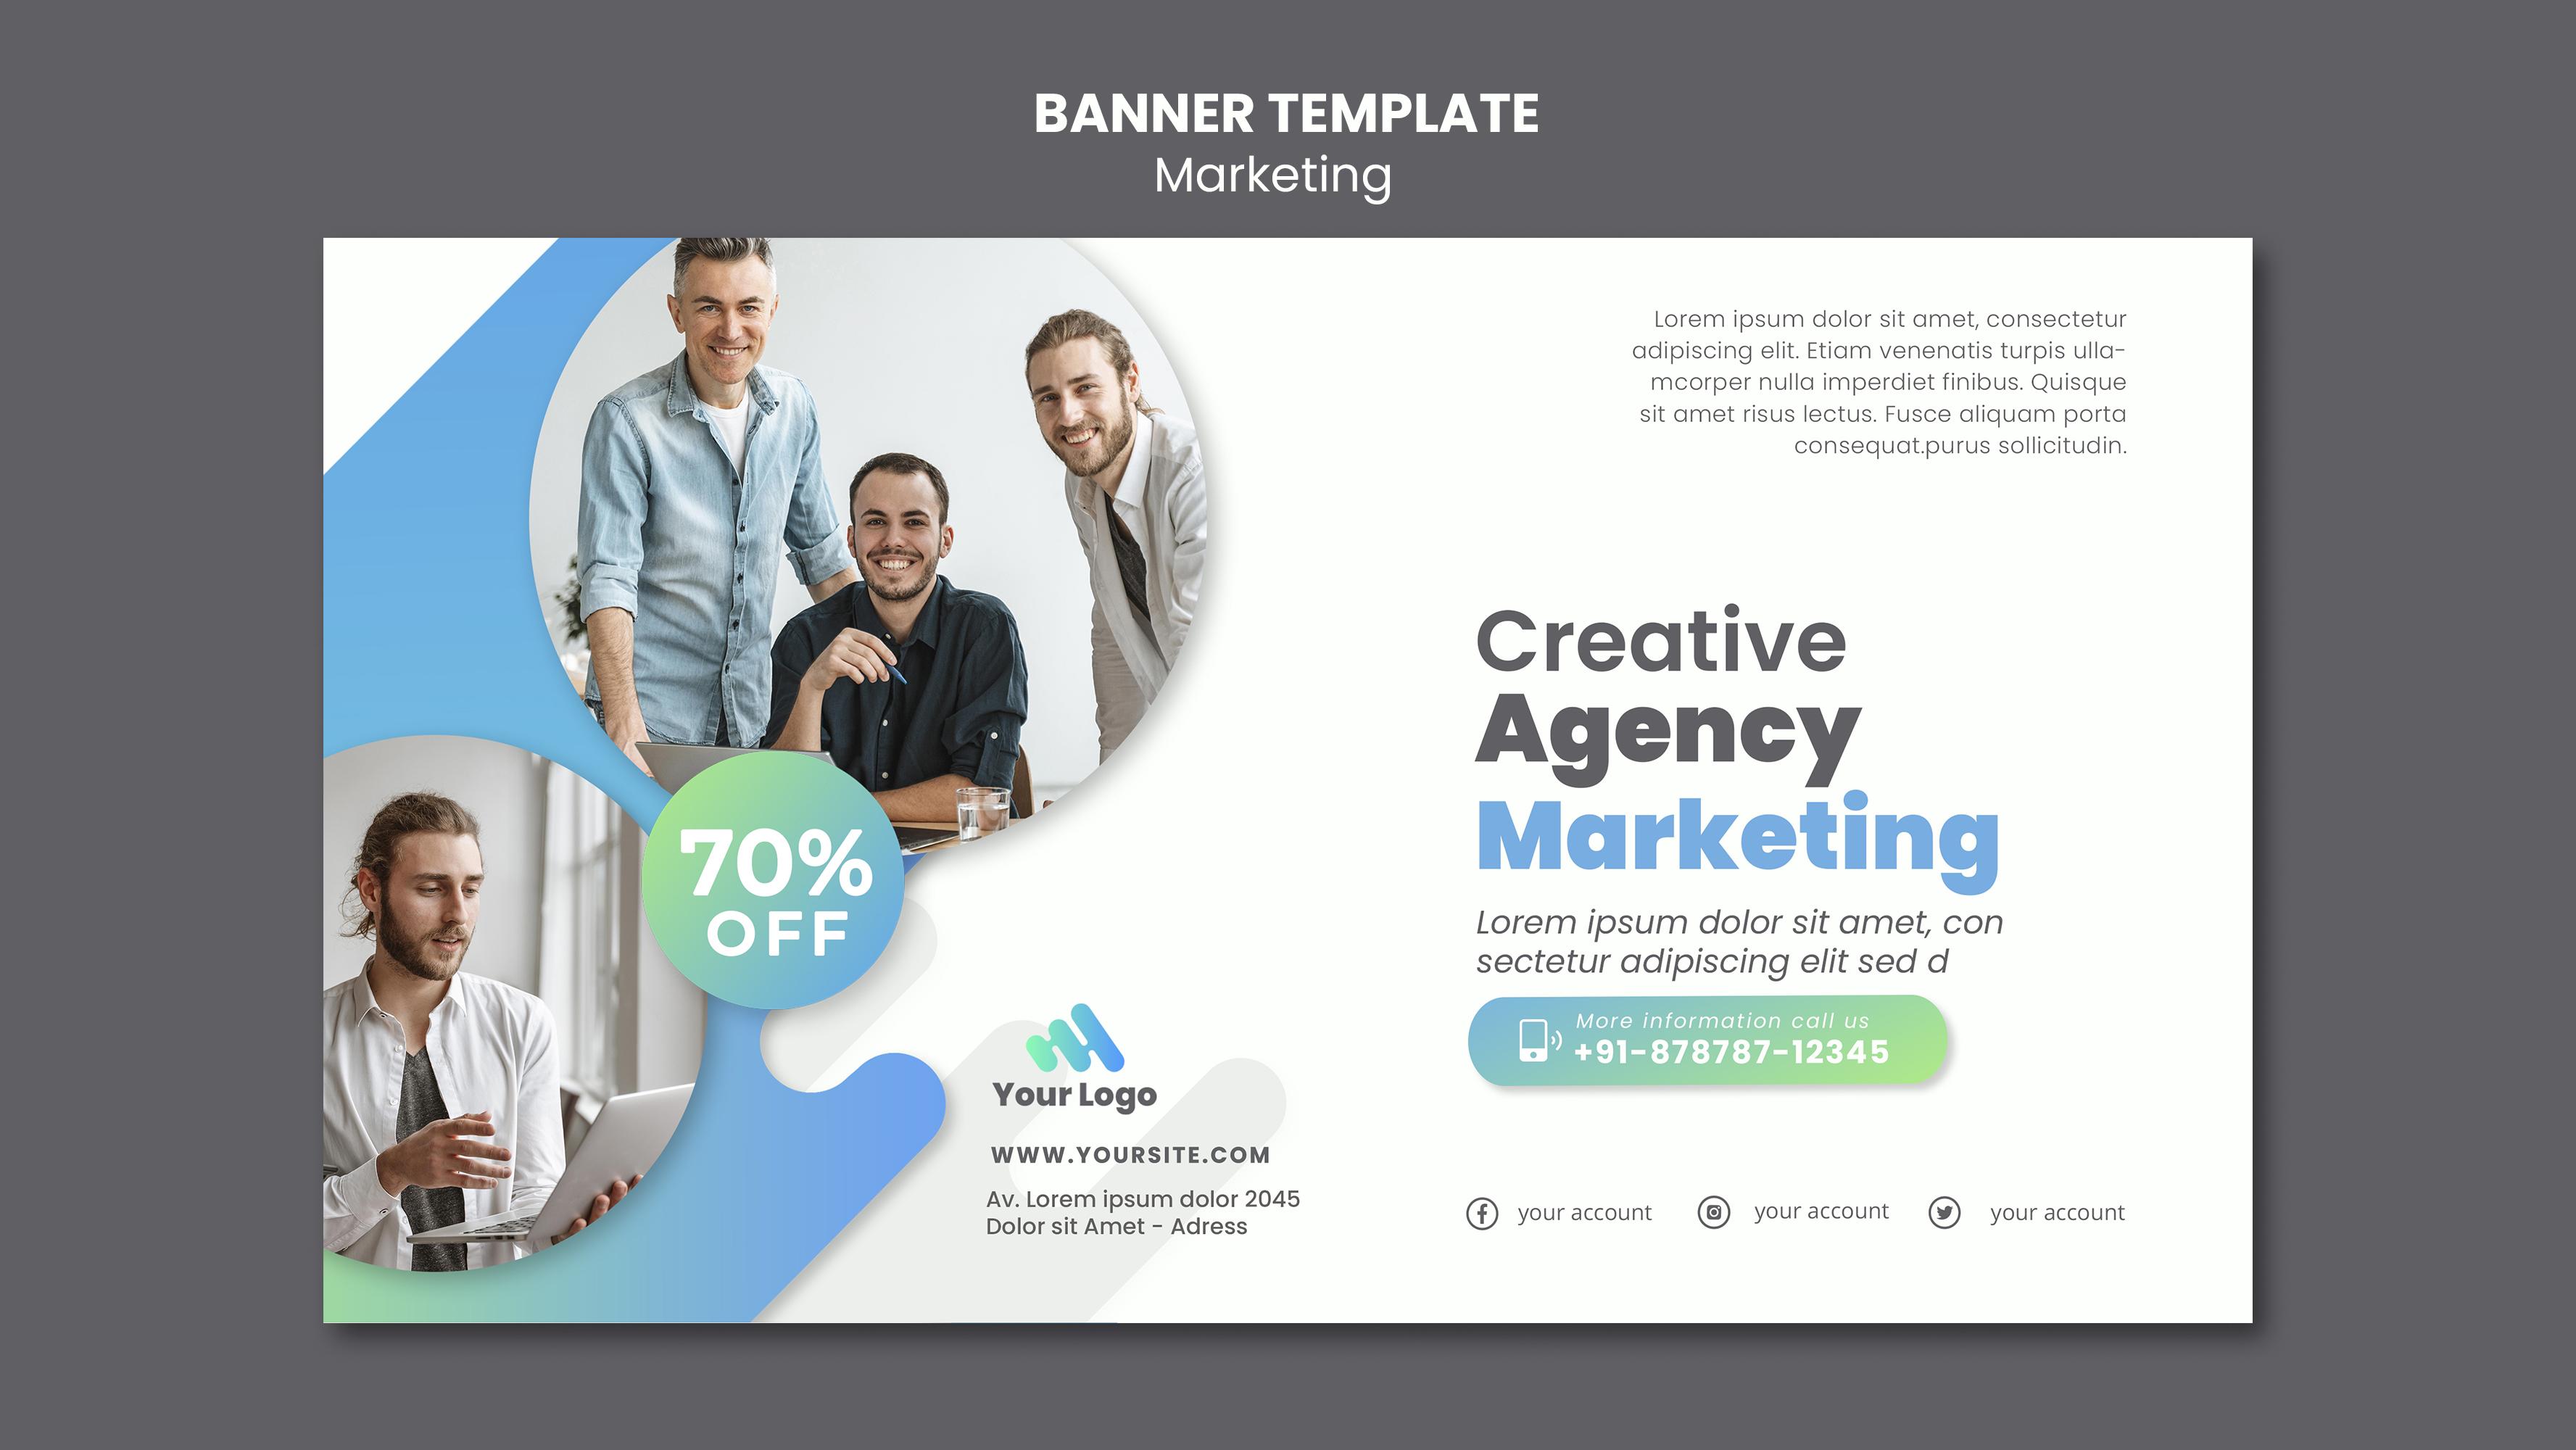 BANNER TEMPLATE
Marketing
Lorem ipsum dolor sit amet, consectetur
adipiscing elit. Etiam venenatis turpis ulla-
mcorper nulla imperdiet finibus. Quisque
sit amet risus lectus. Fusce aliquam porta
consequat.purus sollicitudin.
Creative
Agency
Marketing
Lorem ipsum dolor sit amet, con
sectetur adipiscing elit sed d
More information call us
+91-878787-12345
70%
OFF
Your Logo
WWW.YOURSITE.COM
Av. Lorem ipsum dolor 2045
Dolor sit Amet - Adress
your account
your account
your account